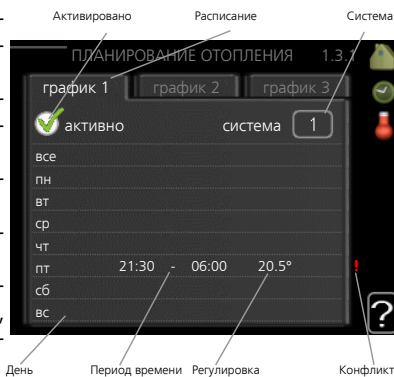 Активировано Расписание Система
ПЛАНИРОВАНИЕ ОТОПЛЕНИЯ 1.3.1
график 1 график 2 график 3
активно система 1
все
пн
вт
ср
чт
пт 21:30 - 06:00 20.5° !
сб
вс
?
День Период времени Регулировка Конфликт